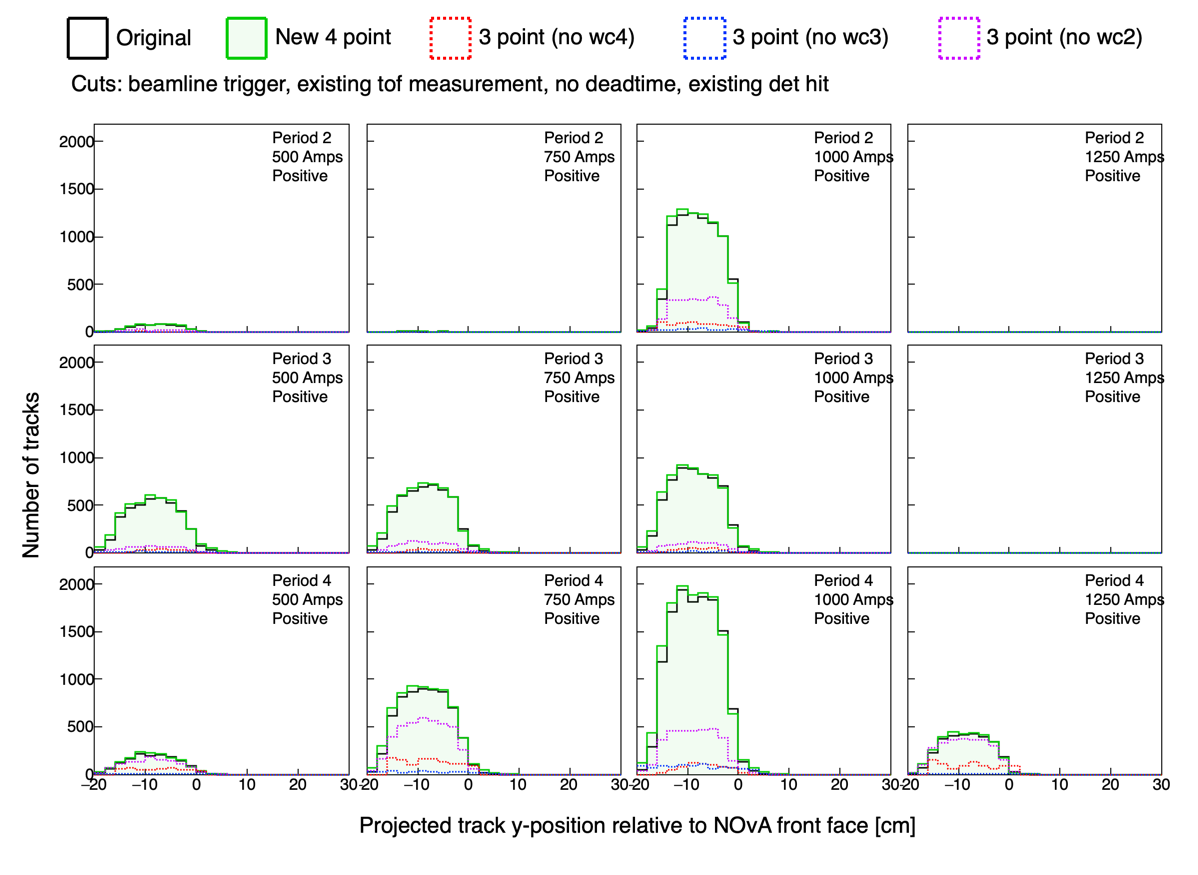 Original New 4 point 3 point (no wc4) 3 point (no wc3) 3 point (no wc2)
Cuts: beamline trigger, existing tof measurement, no deadtime, existing det hit
Period 2 Period 2 Period 2 Period 2
500 Amps 750 Amps 1000 Amps 1250 Amps
Positive Positive Positive Positive
2000
1500
1000
500
0
Period 3 Period 3 Period 3 Period 3
500 Amps 750 Amps 1000 Amps 1250 Amps
Positive Positive Positive Positive
2000
1500
1000
500
0
Number of tracks
Period 4 Period 4 Period 4 Period 4
500 Amps 750 Amps 1000 Amps 1250 Amps
Positive Positive Positive Positive
2000
1500
1000
500
0
−20 −10 0 10 20 30 −20 −10 0 10 20 30 −20 −10 0 10 20 30 −20 −10 0 10 20 30
Projected track y-position relative to NOvA front face [cm]